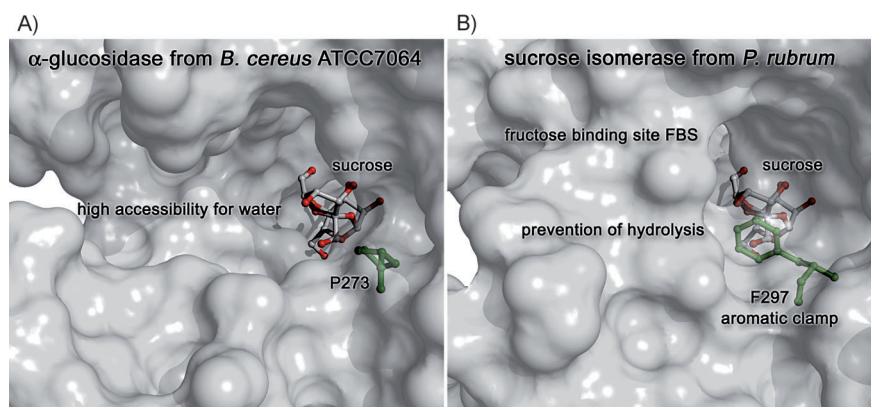 A)
α-glucosidase from B. cereus ATCC7064
sucrose
high accessibility for water
P273
B)
sucrose isomerase from P. rubrum
fructose binding site FBS
sucrose
prevention of hydrolysis
F297
aromatic clamp